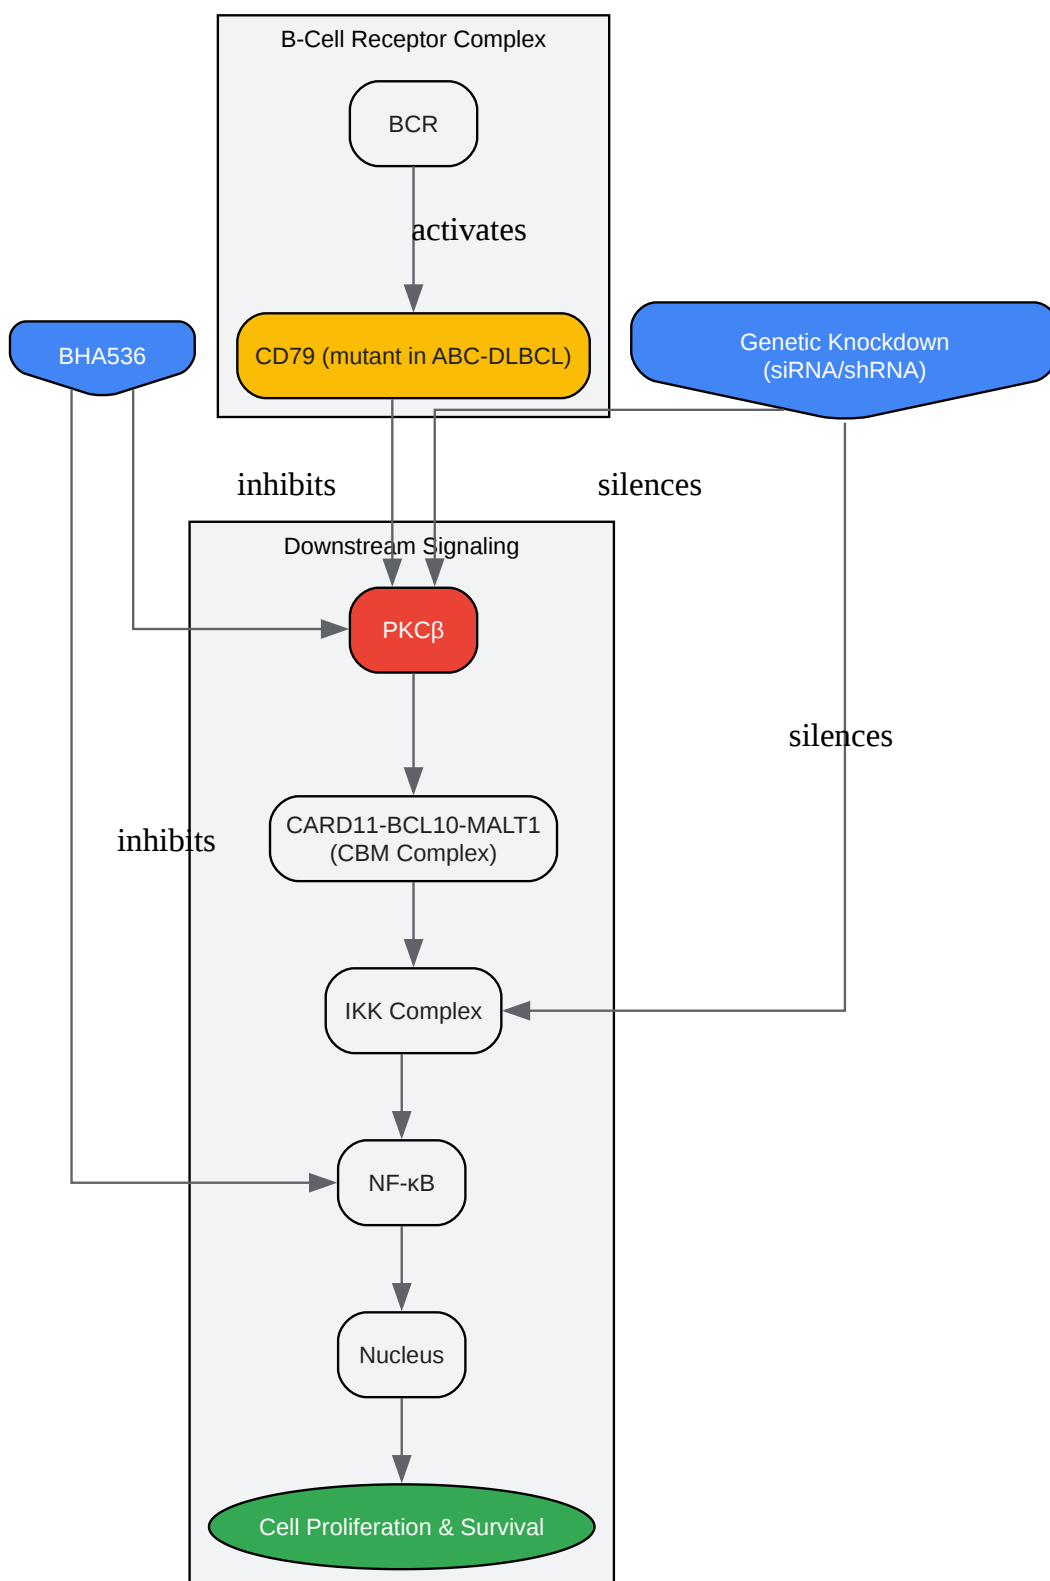 B-Cell Receptor Complex
BCR
activates
BHA536
CD79 (mutant in ABC-DLBCL)
Genetic Knockdown
(siRNA/shRNA)
inhibits
silences
Downstream Signaling
PKCβ
silences
CARD11-BCL10-MALT1
(CBM Complex)
inhibits
IKK Complex
NF-κB
Nucleus
Cell Proliferation & Survival